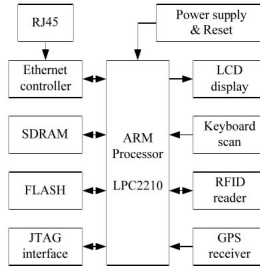 RJ45
Power supply
& Reset
Ethernet
controller
LCD
display
SDRAM
ARM
Processor
LPC2210
Keyboard
scan
FLASH
RFID
reader
JTAG
interface
GPS
receiver